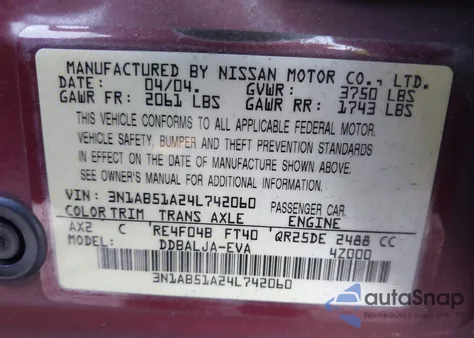 MANUFACTURED BY NISSAN MOTOR CO., LTD.
DATE: 04/04. GVWR: 3750 LBS
GAWR FR: 2061 LBS GAWR RR: 1743 LBS
THIS VEHICLE CONFORMS TO ALL APPLICABLE FEDERAL MOTOR
VEHICLE SAFETY, BUMPER AND THEFT PREVENTION STANDARDS
IN EFFECT ON THE DATE OF MANUFACTURE SHOWN ABOVE.
SEE OWNER'S MANUAL FOR ADDITIONAL INFORMATION.
VIN: 3N1AB51A24L742060 PASSENGER CAR.
COLOR TRIM TRANS AXLE ENGINE
AX2 C RE4F04B FT40 QR25DE 2488 CC
MODEL: DDBALJA-EVA 4Z000
3N1AB51A24L742060
autoSnap